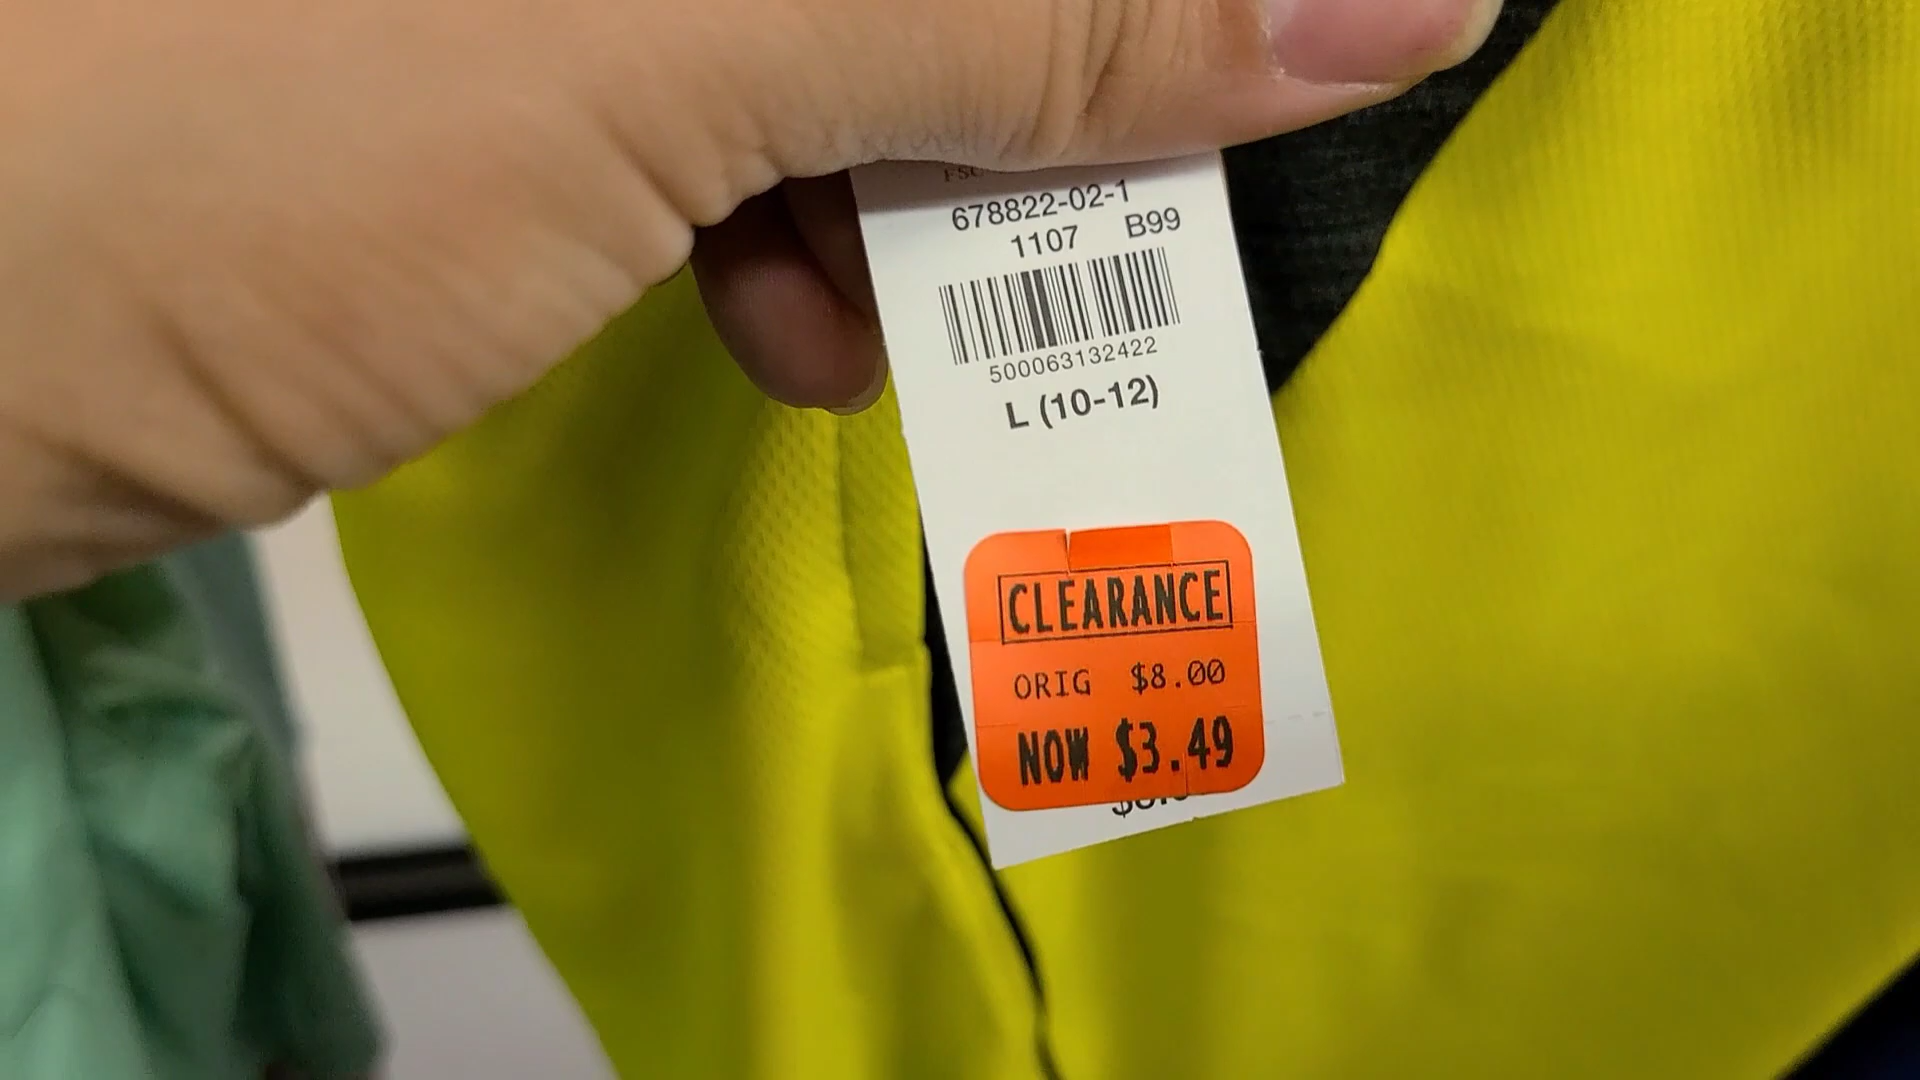 678822-02-1
1107 B99
500063132422
L (10-12)
CLEARANCE
ORIG $8.00
NOW $3.49